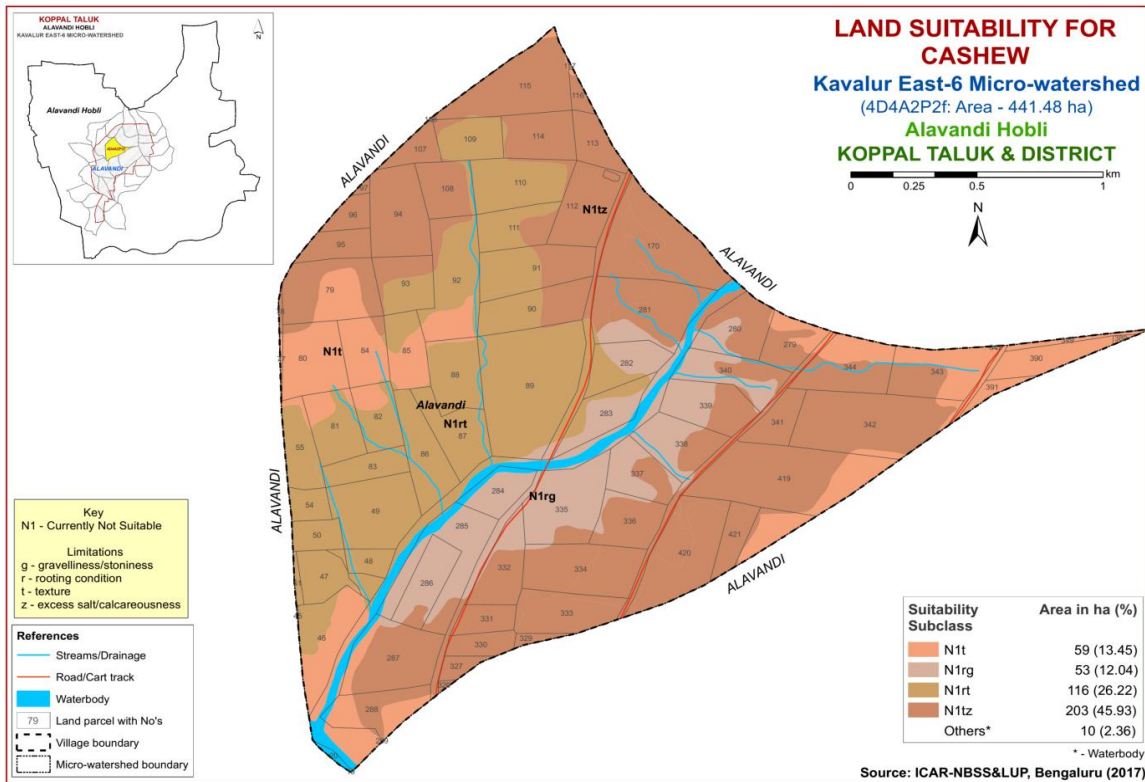 KOPPAL TALUK
ALAVANDI HOBLI
KAVALUR EAST-6 MICRO-WATERSHED
N
Alavandi Hobli
4D4A2P2f
ALAVANDI
LAND SUITABILITY FOR
CASHEW
Kavalur East-6 Micro-watershed
(4D4A2P2f: Area - 441.48 ha)
Alavandi Hobli
KOPPAL TALUK & DISTRICT
km
0 0.25 0.5 1
N
ALAVANDI
115
116
109
114
113
107
108
110
112
N1tz
97
96
94
111
170
ALAVANDI
95
93
92
91
79
90
281
260
N1t
80
84
85
282
279
340
344
343
390
391
88
89
Alavandi
N1rt
87
283
339
341
342
81
82
55
86
338
83
ALAVANDI
284
337
419
N1rg
54
49
285
335
336
50
421
420
48
47
286
332
334
ALAVANDI
46
331
333
329
330
287
327
288
Key
N1 - Currently Not Suitable
Limitations
g - gravelliness/stoniness
r - rooting condition
t - texture
z - excess salt/calcareousness
References
Streams/Drainage
Road/Cart track
Waterbody
79 Land parcel with No's
Village boundary
Micro-watershed boundary
Suitability Subclass Area in ha (%)
N1t 59 (13.45)
N1rg 53 (12.04)
N1rt 116 (26.22)
N1tz 203 (45.93)
Others* 10 (2.36)
* - Waterbody
Source: ICAR-NBSS&LUP, Bengaluru (2017)